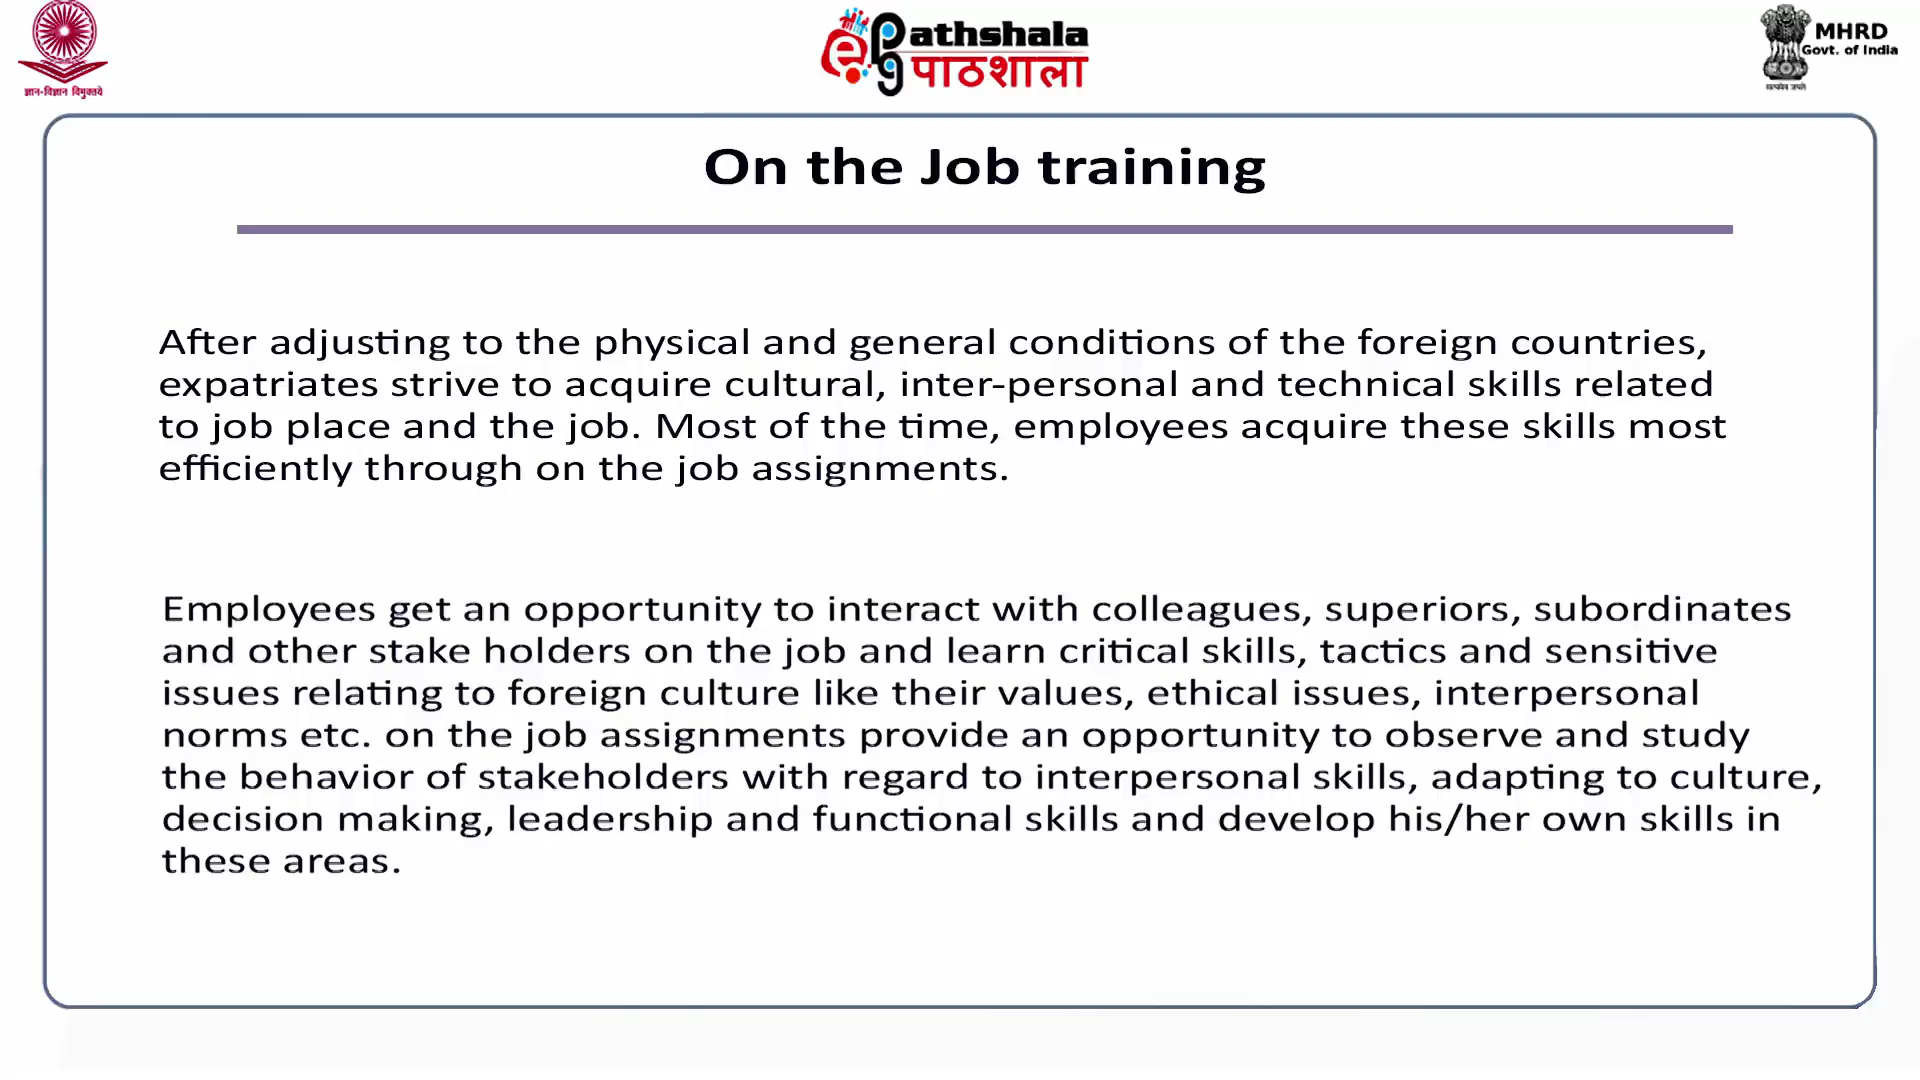 ज्ञान-विज्ञान विमुक्तये
ePg Pathshala
पाठशाला
MHRD
Govt. of India
सत्यमेव जयते
On the Job training
After adjusting to the physical and general conditions of the foreign countries,
expatriates strive to acquire cultural, inter-personal and technical skills related
to job place and the job. Most of the time, employees acquire these skills most
efficiently through on the job assignments.
Employees get an opportunity to interact with colleagues, superiors, subordinates
and other stake holders on the job and learn critical skills, tactics and sensitive
issues relating to foreign culture like their values, ethical issues, interpersonal
norms etc. on the job assignments provide an opportunity to observe and study
the behavior of stakeholders with regard to interpersonal skills, adapting to culture,
decision making, leadership and functional skills and develop his/her own skills in
these areas.